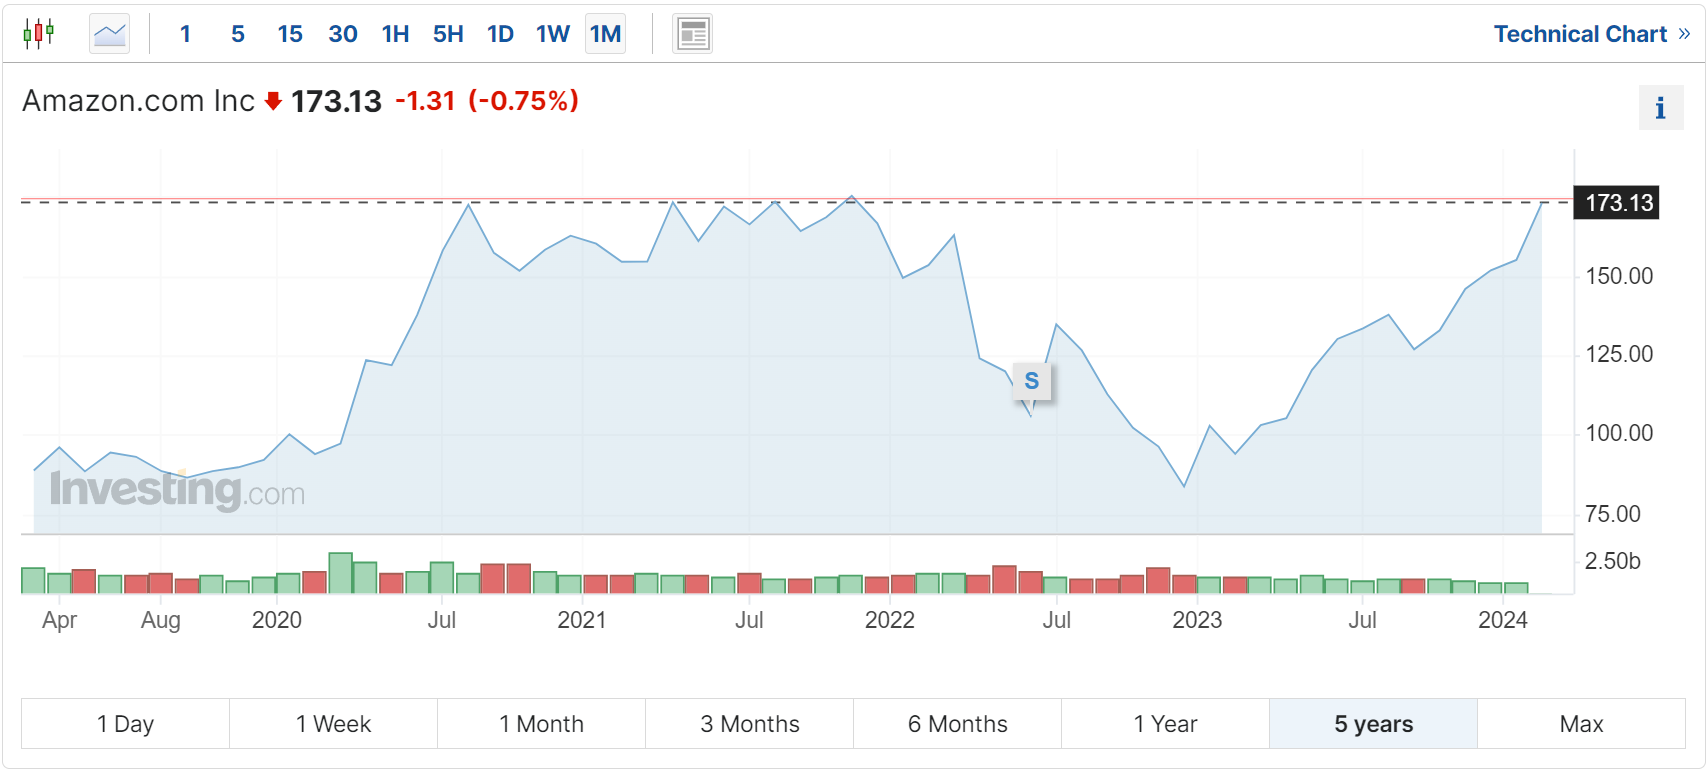 1 5 15 30 1H 5H 1D 1W 1M Technical Chart »
Amazon.com Inc 173.13 -1.31 (-0.75%)
i
173.13
150.00
125.00
S
100.00
Investing.com
75.00
2.50b
Apr Aug 2020 Jul 2021 Jul 2022 Jul 2023 Jul 2024
1 Day 1 Week 1 Month 3 Months 6 Months 1 Year 5 years Max